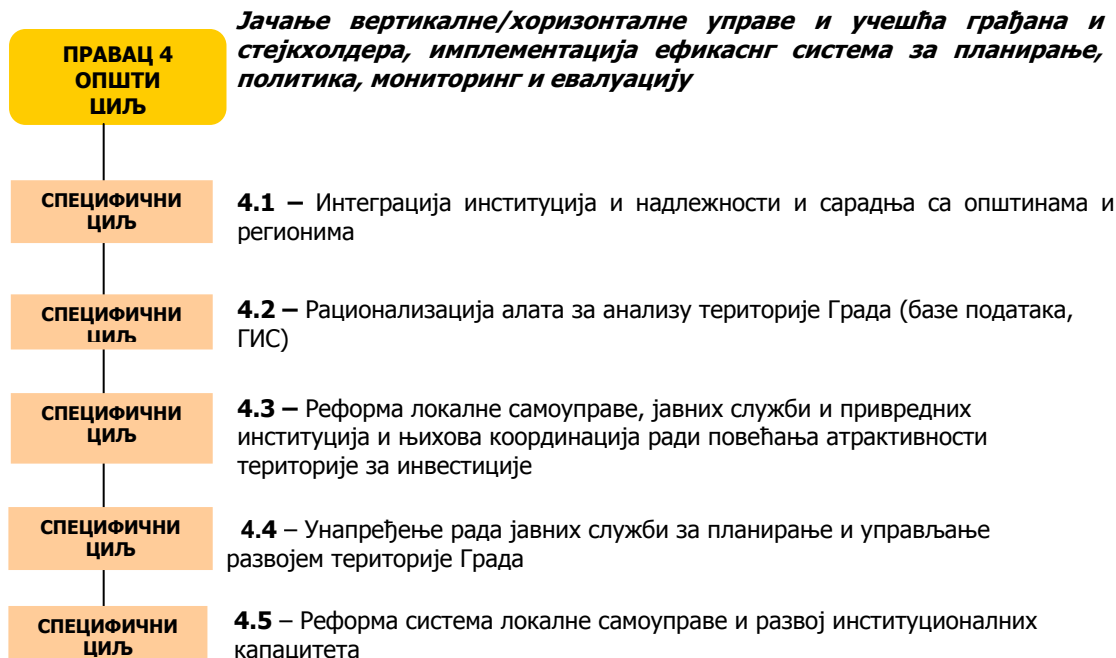 ПРАВАЦ 4
ОПШТИ
ЦИЉ
Јачање вертикалне/хоризонталне управе и учешћа грађана и
стејкхолдера, имплементација ефикаснг система за планирање,
политика, мониторинг и евалуацију
СПЕЦИФИЧНИ
ЦИЉ
4.1 – Интеграција институција и надлежности и сарадња са општинама и
регионима
СПЕЦИФИЧНИ
ЦИЉ
4.2 – Рационализација алата за анализу територије Града (базе података,
ГИС)
СПЕЦИФИЧНИ
ЦИЉ
4.3 – Реформа локалне самоуправе, јавних служби и привредних
институција и њихова координација ради повећања атрактивности
територије за инвестиције
СПЕЦИФИЧНИ
ЦИЉ
4.4 – Унапређење рада јавних служби за планирање и управљање
развојем територије Града
СПЕЦИФИЧНИ
ЦИЉ
4.5 – Реформа система локалне самоуправе и развој институционалних
капацитета